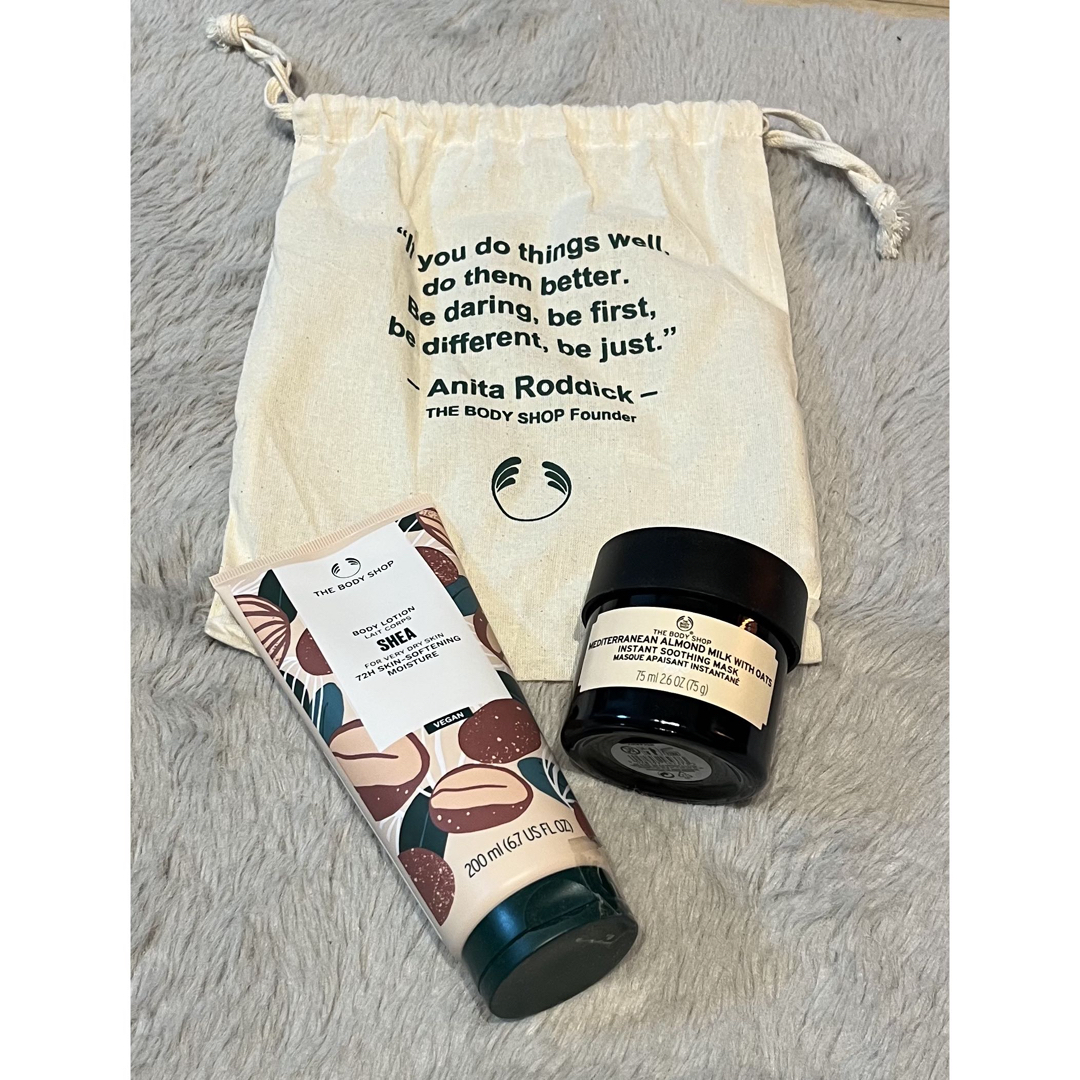 “If you do things well,
do them better.
Be daring, be first,
be different, be just.”
– Anita Roddick –
THE BODY SHOP Founder
THE BODY SHOP
BODY LOTION
LAIT CORPS
SHEA
FOR VERY DRY SKIN
72H SKIN-SOFTENING
MOISTURE
VEGAN
200 ml (6.7 US FL OZ)
THE BODY SHOP®
MEDITERRANEAN ALMOND MILK WITH OATS
INSTANT SOOTHING MASK
MASQUE APAISANT INSTANTANÉ
75 ml 2.6 OZ (75 g)